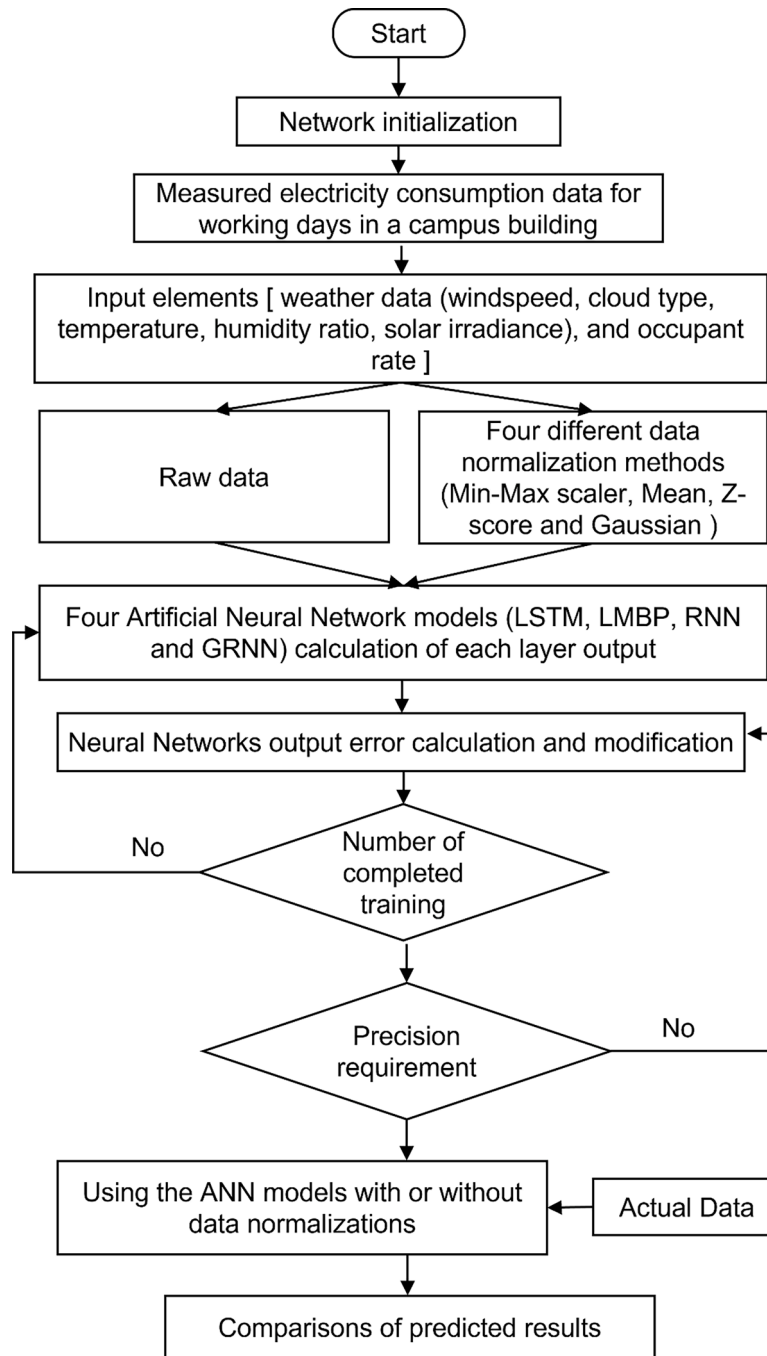 Start
Network initialization
Measured electricity consumption data for
working days in a campus building
Input elements [ weather data (windspeed, cloud type,
temperature, humidity ratio, solar irradiance), and occupant
rate ]
Raw data
Four different data
normalization methods
(Min-Max scaler, Mean, Z-
score and Gaussian )
Four Artificial Neural Network models (LSTM, LMBP, RNN
and GRNN) calculation of each layer output
Neural Networks output error calculation and modification
No
Number of
completed
training
Precision
requirement
No
Using the ANN models with or without
data normalizations
Actual Data
Comparisons of predicted results